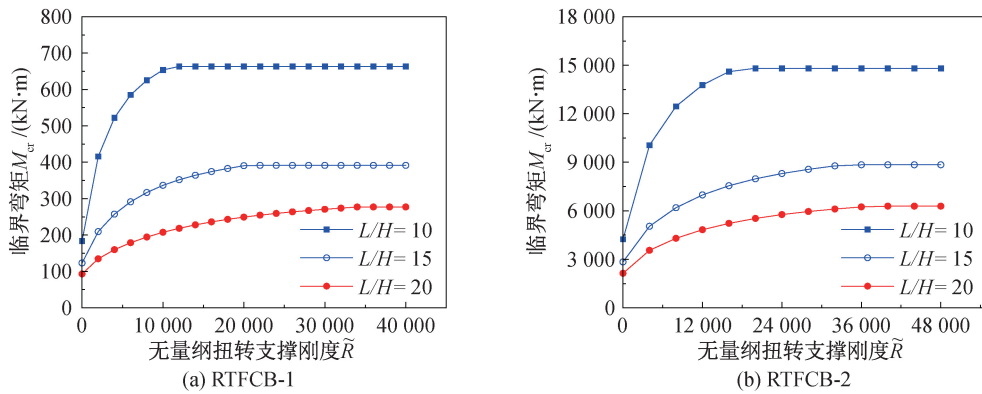 800
700
600
500
400
300
200
100
0
临界弯矩M_cr /(kN·m)
L/H= 10
L/H= 15
L/H= 20
0 10 000 20 000 30 000 40 000
无量纲扭转支撑刚度R̃
(a) RTFCB-1
18 000
15 000
12 000
9 000
6 000
3 000
0
临界弯矩M_cr /(kN·m)
L/H= 10
L/H= 15
L/H= 20
0 12 000 24 000 36 000 48 000
无量纲扭转支撑刚度R̃
(b) RTFCB-2